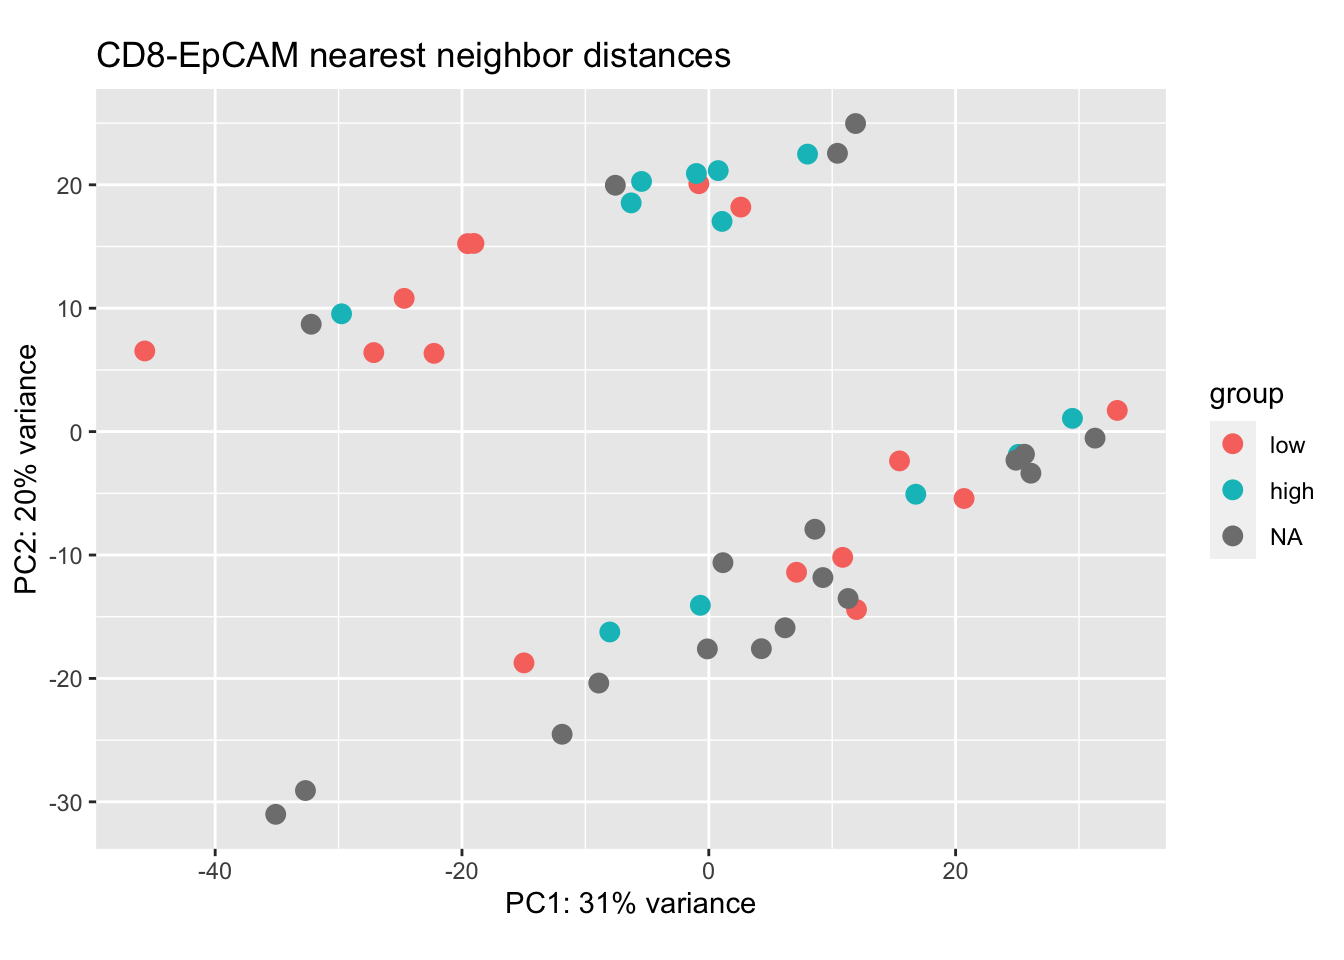 CD8-EpCAM nearest neighbor distances
20
10
0
-10
-20
-30
PC2: 20% variance
-40
-20
0
20
PC1: 31% variance
group
low
high
NA